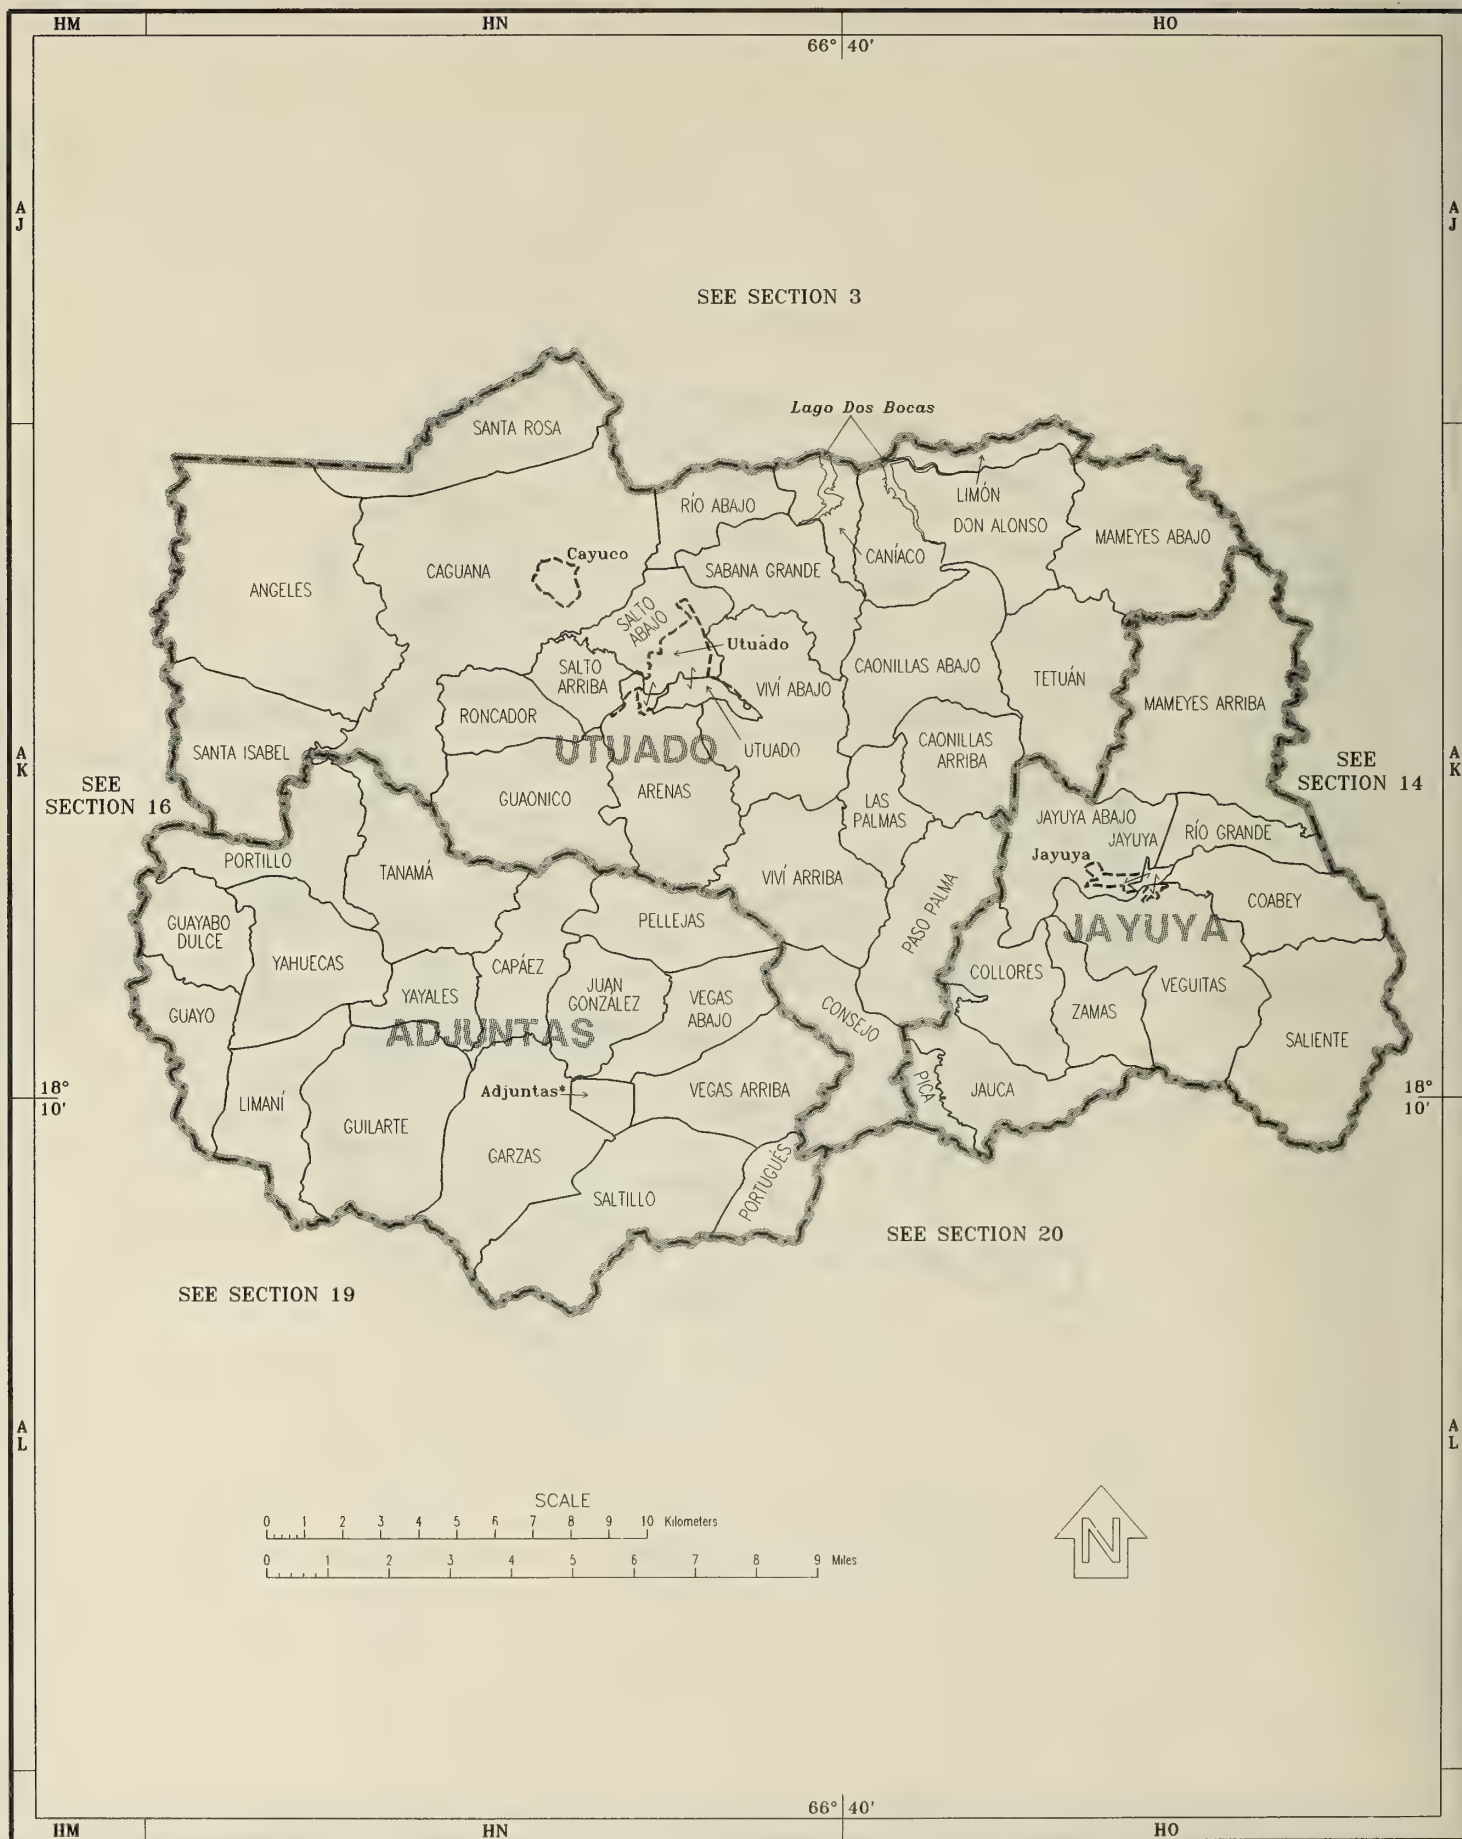 HM HN HO
66° 40'
A
J
A
J
SEE SECTION 3
Lago Dos Bocas
SANTA ROSA
RÍO ABAJO
LIMÓN
DON ALONSO
MAMEYES ABAJO
Cayuco
CAGUANA
SABANA GRANDE
CANÍACO
ANGELES
SALTO
ABAJO
Utuado
SALTO
ARRIBA
VIVÍ ABAJO
CAONILLAS ABAJO
TETUÁN
MAMEYES ARRIBA
RONCADOR
UTUADO
UTUADO
SANTA ISABEL
CAONILLAS
ARRIBA
A
K
A
K
SEE
SECTION 16
SEE
SECTION 14
GUAONICO
ARENAS
LAS
PALMAS
JAYUYA ABAJO
JAYUYA
RÍO GRANDE
Jayuya
PORTILLO
TANAMÁ
VIVÍ ARRIBA
PASO PALMA
COABEY
GUAYABO
DULCE
PELLEJAS
JAYUYA
YAHUECAS
CAPÁEZ
COLLORES
YAYALES
JUAN
GONZÁLEZ
VEGAS
ABAJO
VEGUITAS
GUAYO
CONSEJO
ZAMAS
ADJUNTAS
SALIENTE
Adjuntas*
VEGAS ARRIBA
PICA
JAUCA
18°
10'
18°
10'
LIMANÍ
GUILARTE
GARZAS
PORTUGUÉS
SALTILLO
SEE SECTION 20
SEE SECTION 19
A
L
A
L
SCALE
0 1 2 3 4 5 6 7 8 9 10 Kilometers
0 1 2 3 4 5 6 7 8 9 Miles
N
66° 40'
HM HN HO